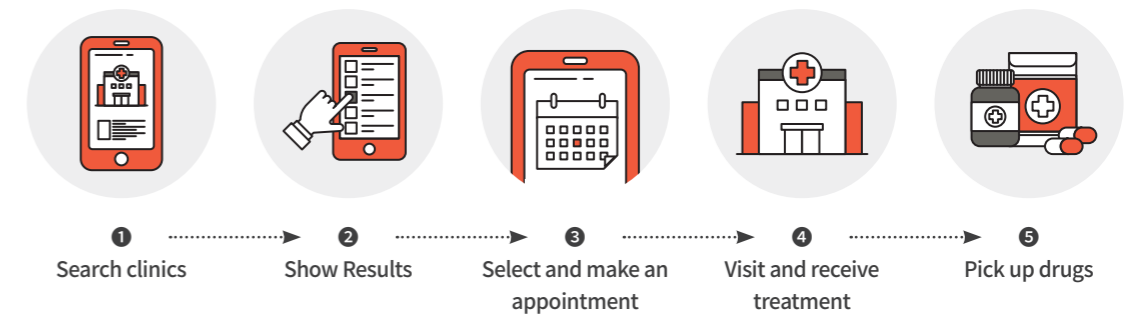 1
2
3
4
5
Search clinics
Show Results
Select and make an
appointment
Visit and receive
treatment
Pick up drugs